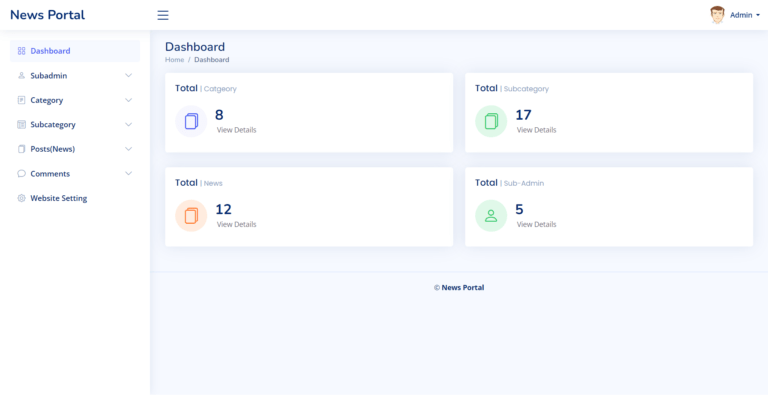 News Portal
Admin
Dashboard
Subadmin
Category
Subcategory
Posts(News)
Comments
Website Setting
Dashboard
Home / Dashboard
Total | Catgeory
8
View Details
Total | Subcategory
17
View Details
Total | News
12
View Details
Total | Sub-Admin
5
View Details
© News Portal